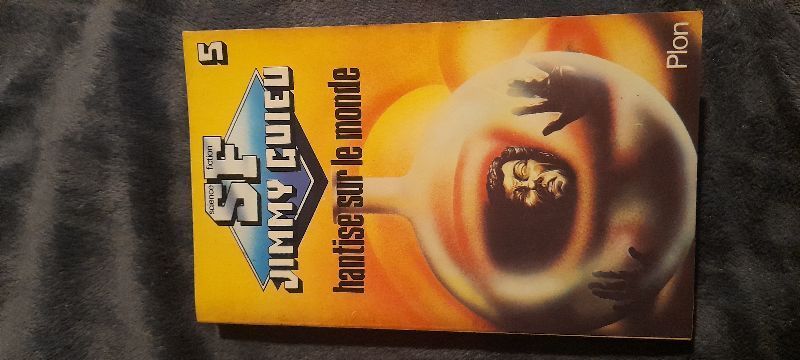 5
science fiction
SF
JIMMY GUIEU
hantise sur le monde
Plon